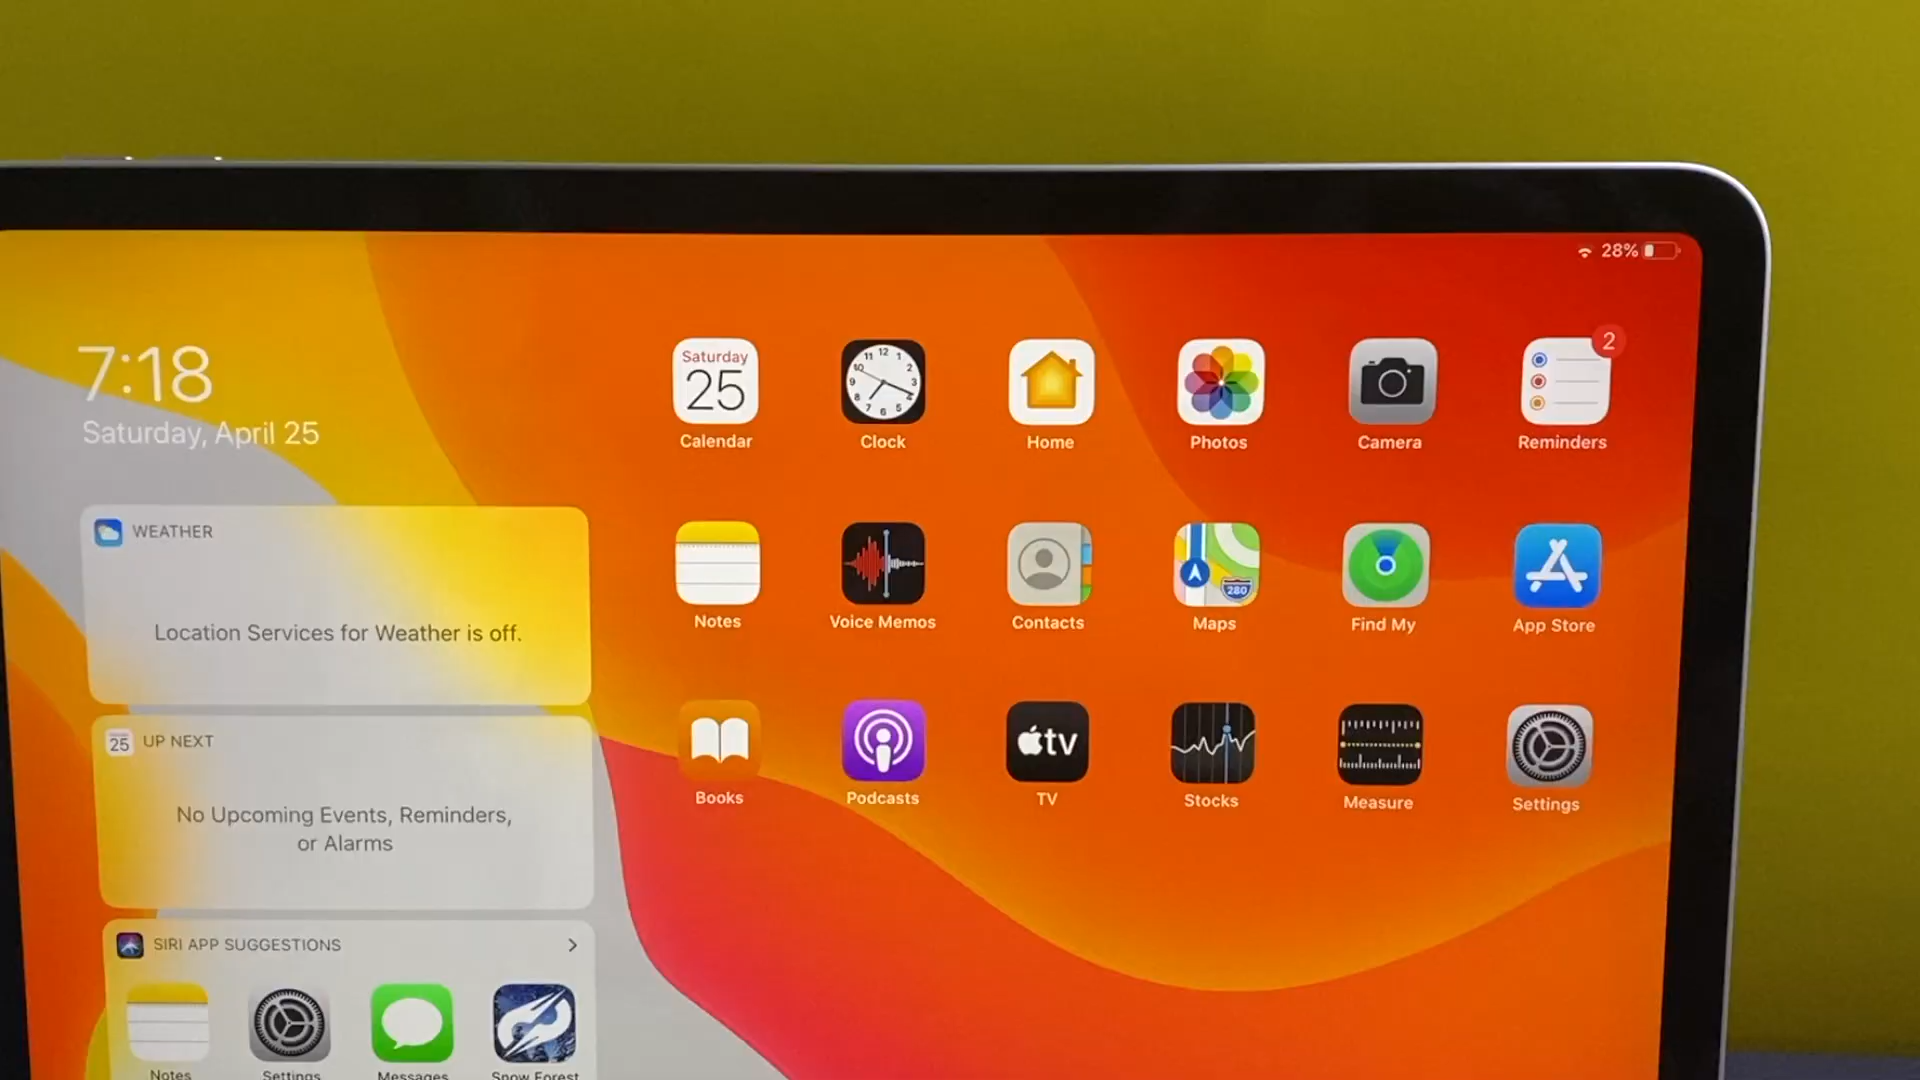 28%
7:18
Saturday, April 25
Saturday
25
Calendar
Clock
Home
Photos
Camera
2
Reminders
Notes
Voice Memos
Contacts
280
Maps
Find My
App Store
Books
Podcasts
tv
TV
Stocks
Measure
Settings
WEATHER
Location Services for Weather is off.
25 UP NEXT
No Upcoming Events, Reminders,
or Alarms
SIRI APP SUGGESTIONS
Notes
Settings
Messages
Snow Forest